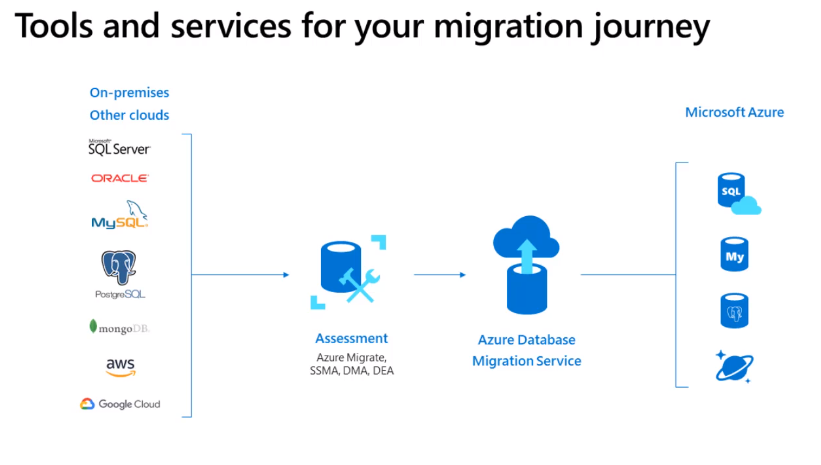 Tools and services for your migration journey
On-premises
Other clouds
Microsoft
SQL Server
ORACLE
MySQL
PostgreSQL
mongoDB
aws
Google Cloud
Assessment
Azure Migrate,
SSMA, DMA, DEA
Azure Database
Migration Service
Microsoft Azure
SQL
My